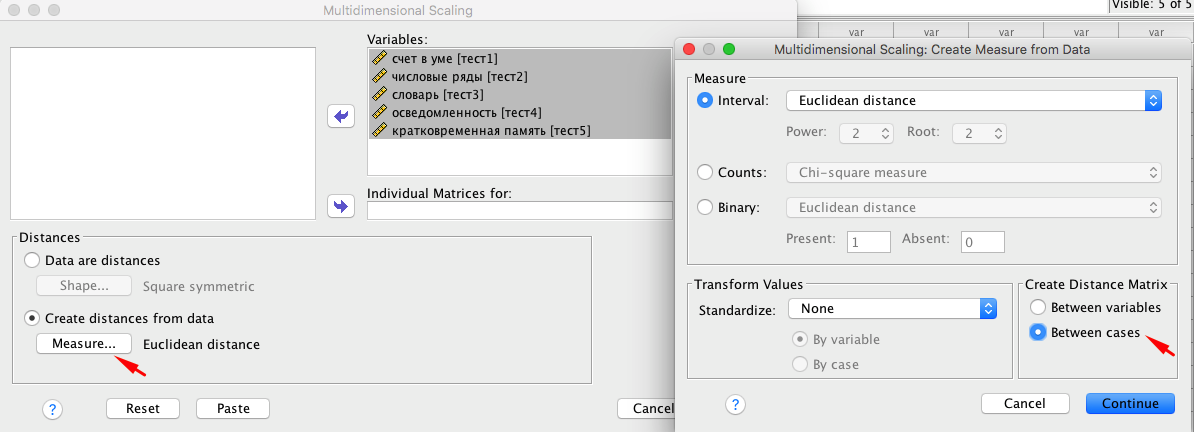 Visible: 5 of 5
Multidimensional Scaling
var var var var var
Variables:
счет в уме [тест1]
числовые ряды [тест2]
словарь [тест3]
осведомленность [тест4]
кратковременная память [тест5]
Individual Matrices for:
Distances
Data are distances
Shape... Square symmetric
Create distances from data
Measure... Euclidean distance
? Reset Paste Cancel
Multidimensional Scaling: Create Measure from Data
Measure
Interval: Euclidean distance
Power: 2 Root: 2
Counts: Chi-square measure
Binary: Euclidean distance
Present: 1 Absent: 0
Transform Values
Standardize: None
By variable
By case
Create Distance Matrix
Between variables
Between cases
? Cancel Continue